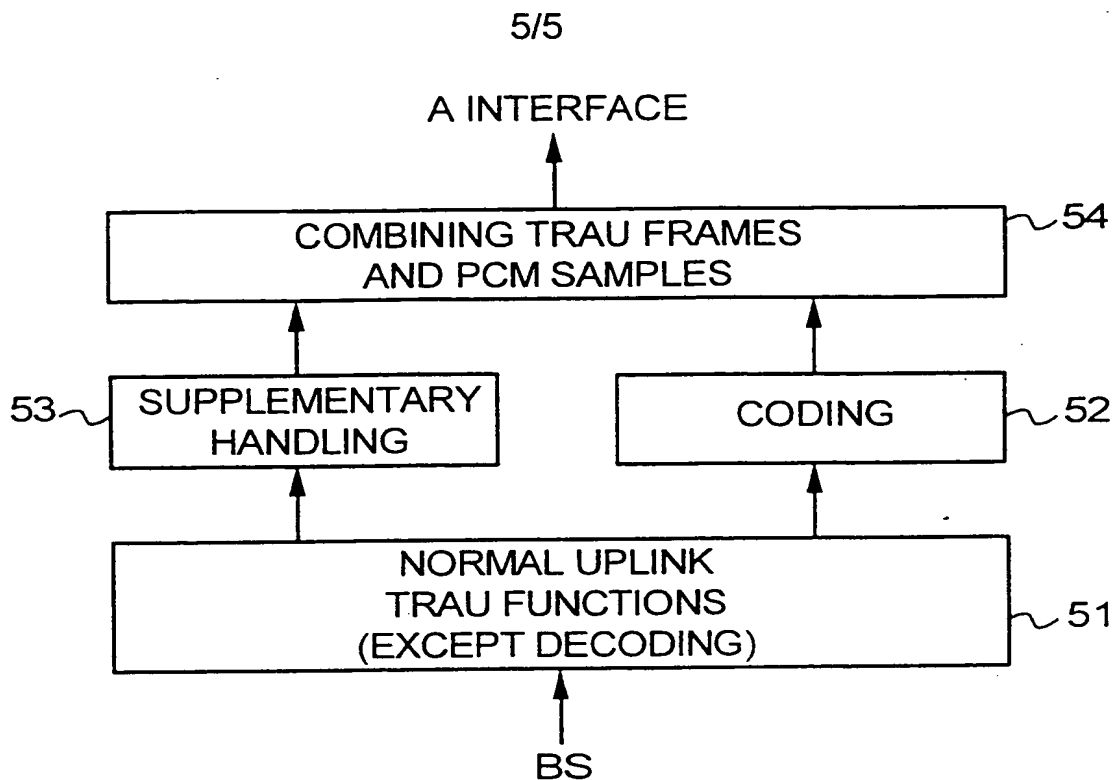 5/5
A INTERFACE
COMBINING TRAU FRAMES
AND PCM SAMPLES
54
53
SUPPLEMENTARY
HANDLING
CODING
52
NORMAL UPLINK
TRAU FUNCTIONS
(EXCEPT DECODING)
51
BS